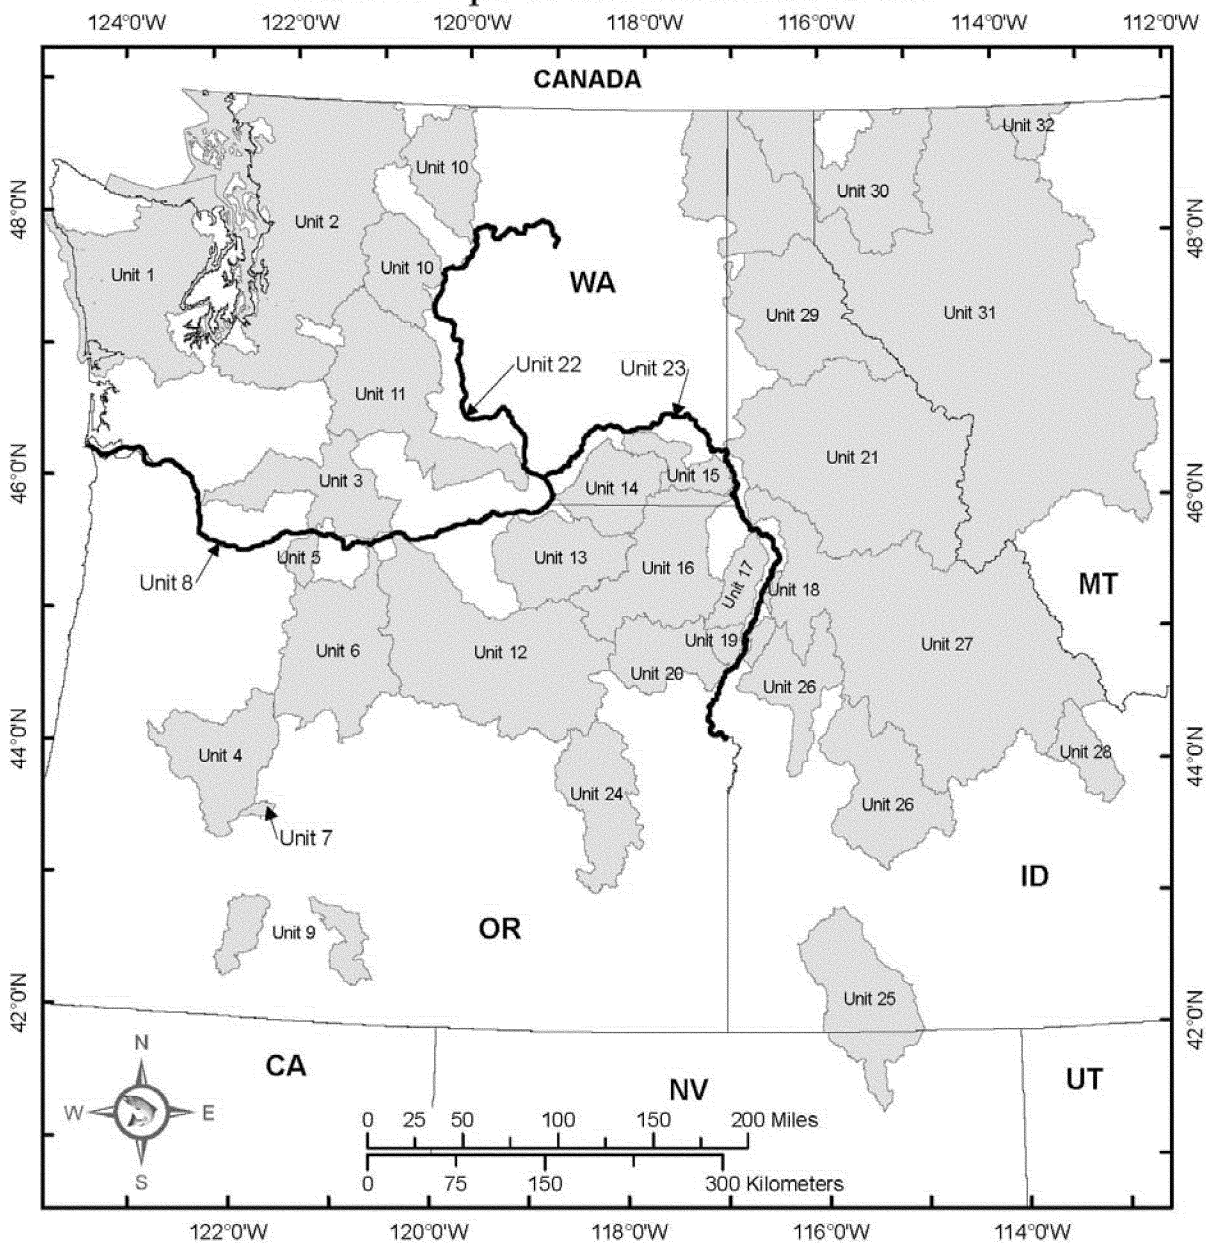 124°0'W 122°0'W 120°0'W 118°0'W 116°0'W 114°0'W 112°0'W
CANADA
Unit 32
Unit 10
Unit 30
48°0'N
48°0'N
Unit 2
Unit 1
Unit 10
WA
Unit 29
Unit 31
Unit 22
Unit 23
Unit 11
46°0'N
46°0'N
Unit 3
Unit 14
Unit 15
Unit 21
Unit 5
Unit 13
Unit 16
Unit 17
Unit 18
Unit 8
MT
Unit 6
Unit 12
Unit 19
Unit 20
Unit 27
Unit 26
44°0'N
44°0'N
Unit 4
Unit 28
Unit 24
Unit 26
Unit 7
ID
OR
Unit 9
42°0'N
42°0'N
Unit 25
N
CA
NV
UT
W E
S
0 25 50 100 150 200 Miles
0 75 150 300 Kilometers
122°0'W 120°0'W 118°0'W 116°0'W 114°0'W